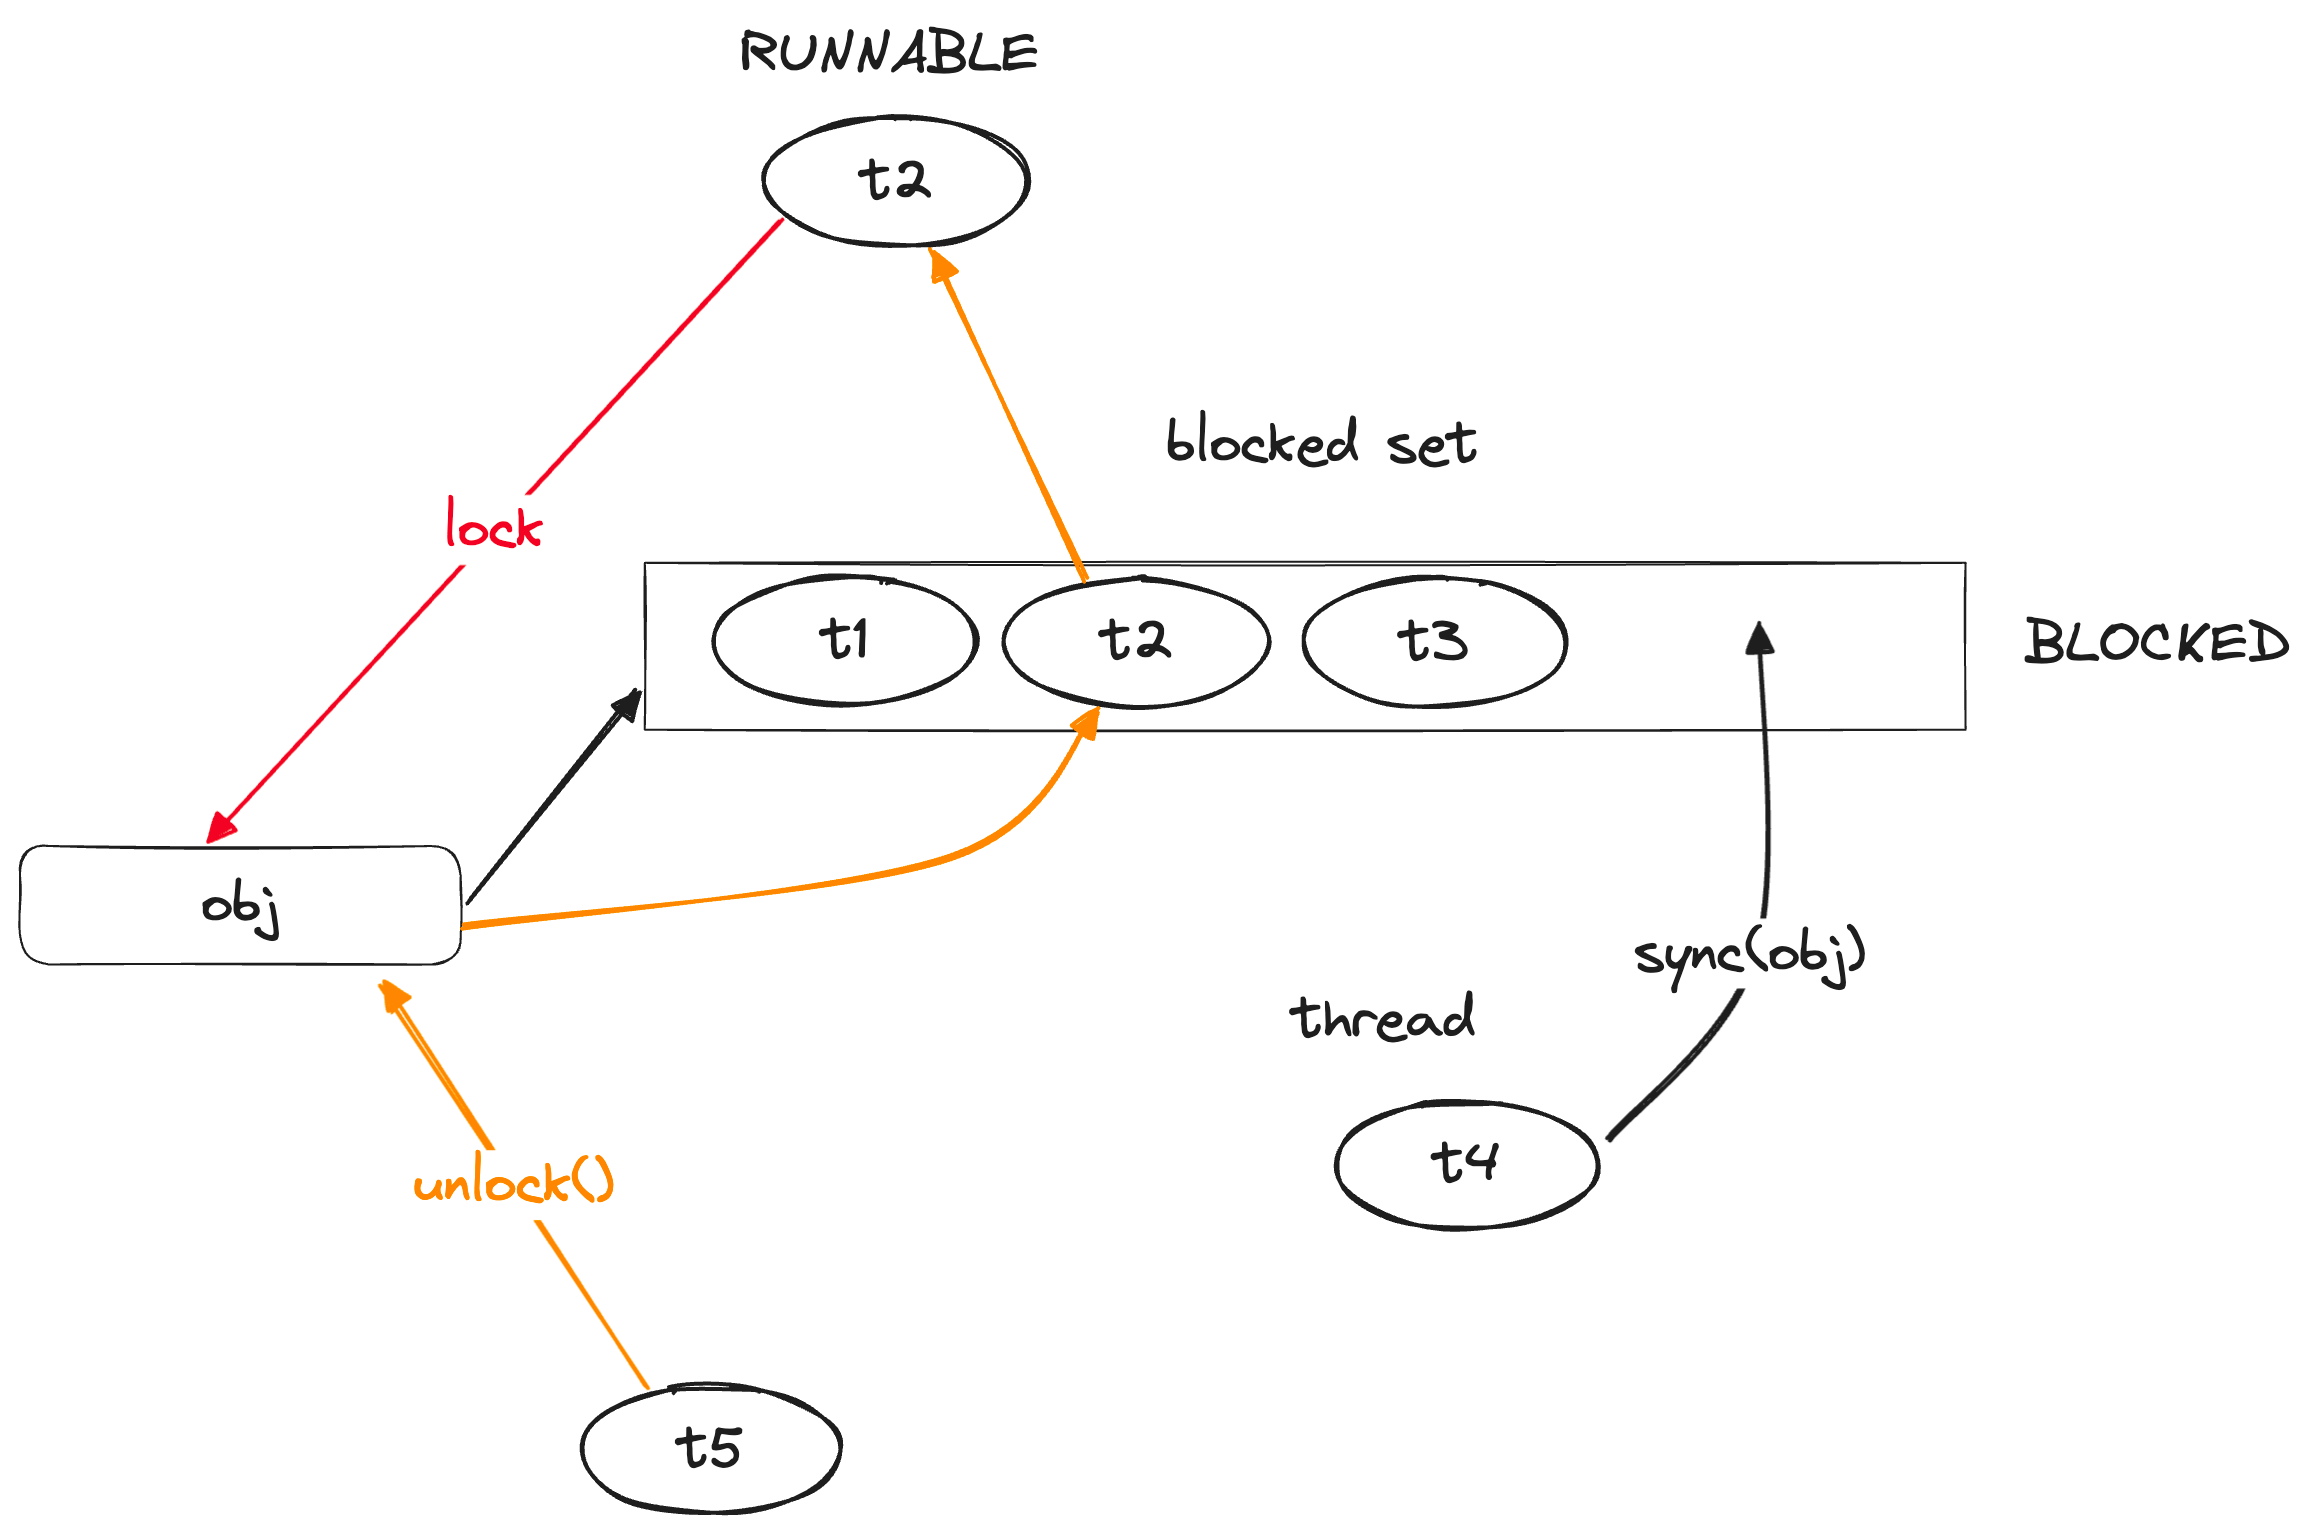 RUNNABLE
t2
blocked set
lock
t1
t2
t3
BLOCKED
obj
sync(obj)
thread
t4
unlock()
t5